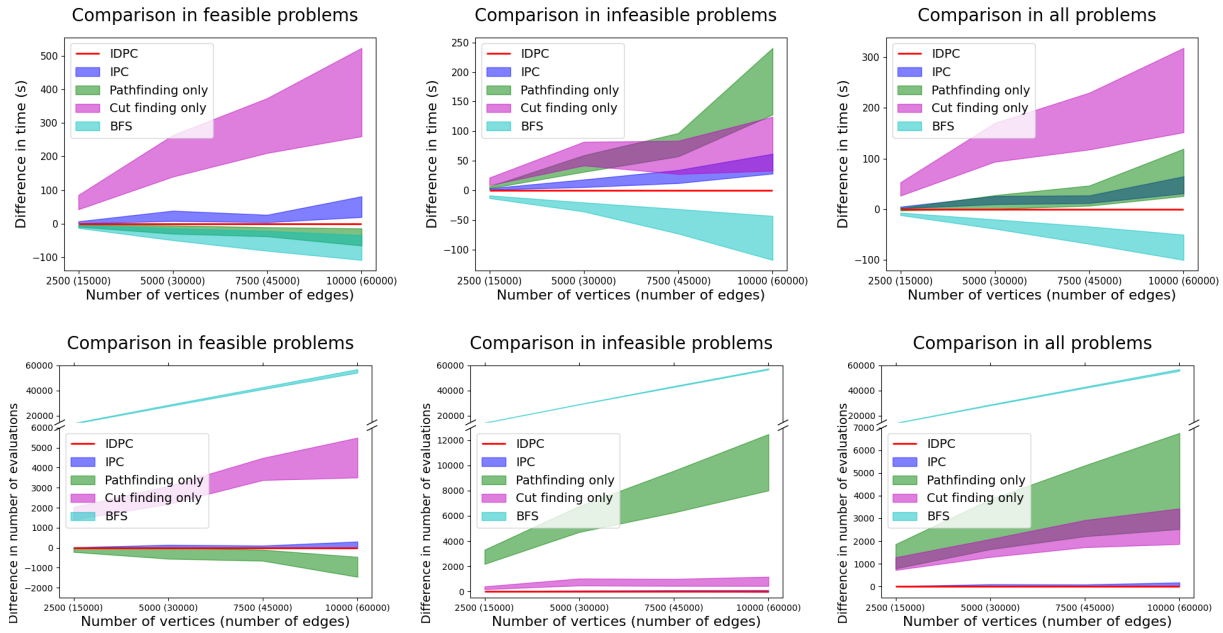 Comparison in feasible problems
Difference in time (s)
500
400
300
200
100
0
−100
IDPC
IPC
Pathfinding only
Cut finding only
BFS
2500 (15000) 5000 (30000) 7500 (45000) 10000 (60000)
Number of vertices (number of edges)
Comparison in infeasible problems
Difference in time (s)
250
200
150
100
50
0
−50
−100
IDPC
IPC
Pathfinding only
Cut finding only
BFS
2500 (15000) 5000 (30000) 7500 (45000) 10000 (60000)
Number of vertices (number of edges)
Comparison in all problems
Difference in time (s)
300
200
100
0
−100
IDPC
IPC
Pathfinding only
Cut finding only
BFS
2500 (15000) 5000 (30000) 7500 (45000) 10000 (60000)
Number of vertices (number of edges)
Comparison in feasible problems
Difference in number of evaluations
60000
40000
20000
6000
5000
4000
3000
2000
1000
0
−1000
−2000
IDPC
IPC
Pathfinding only
Cut finding only
BFS
2500 (15000) 5000 (30000) 7500 (45000) 10000 (60000)
Number of vertices (number of edges)
Comparison in infeasible problems
Difference in number of evaluations
60000
40000
20000
12000
10000
8000
6000
4000
2000
0
IDPC
IPC
Pathfinding only
Cut finding only
BFS
2500 (15000) 5000 (30000) 7500 (45000) 10000 (60000)
Number of vertices (number of edges)
Comparison in all problems
Difference in number of evaluations
60000
40000
20000
7000
6000
5000
4000
3000
2000
1000
0
IDPC
IPC
Pathfinding only
Cut finding only
BFS
2500 (15000) 5000 (30000) 7500 (45000) 10000 (60000)
Number of vertices (number of edges)